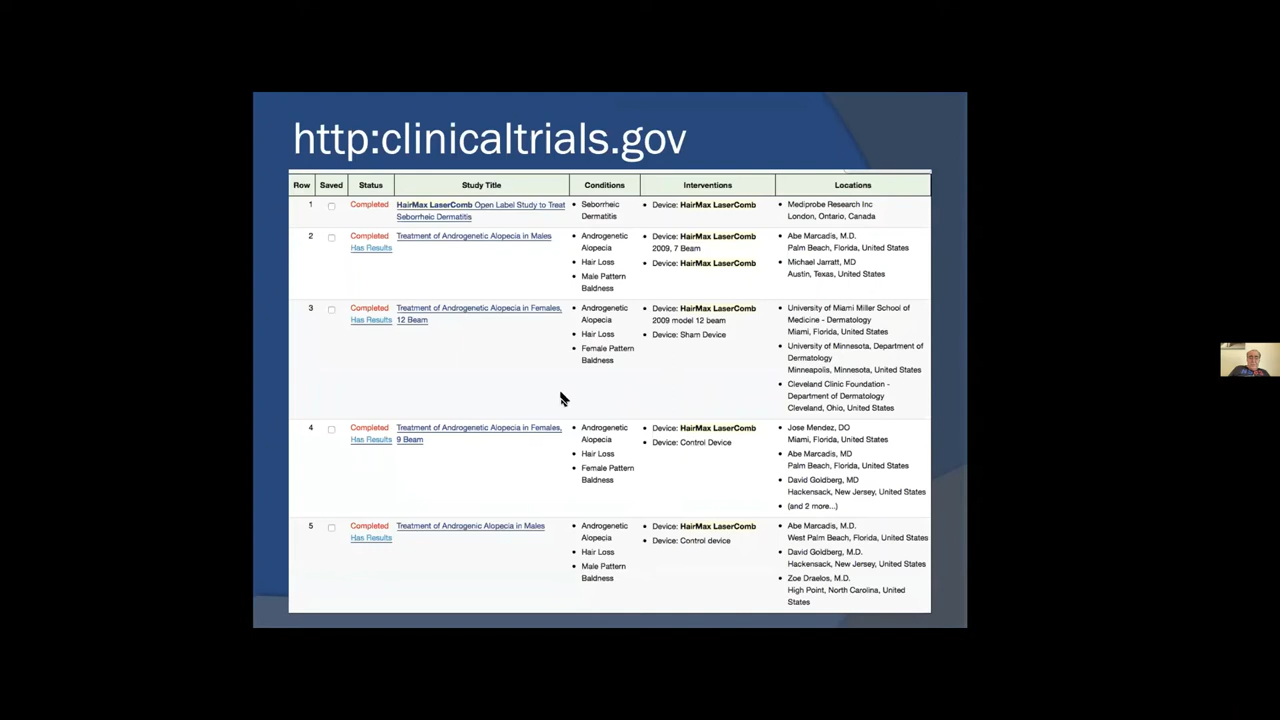 http:clinicaltrials.gov
Row Saved Status Study Title Conditions Interventions Locations
1 Completed HairMax LaserComb Open Label Study to Treat Seborrheic Dermatitis
• Seborrheic Dermatitis
• Device: HairMax LaserComb
• Mediprobe Research Inc
London, Ontario, Canada
2 Completed Has Results Treatment of Androgenetic Alopecia in Males
• Androgenetic Alopecia
• Hair Loss
• Male Pattern Baldness
• Device: HairMax LaserComb 2009, 7 Beam
• Device: HairMax LaserComb
• Abe Marcadis, M.D.
Palm Beach, Florida, United States
• Michael Jarratt, MD
Austin, Texas, United States
3 Completed Has Results Treatment of Androgenetic Alopecia in Females, 12 Beam
• Androgenetic Alopecia
• Hair Loss
• Female Pattern Baldness
• Device: HairMax LaserComb 2009 model 12 beam
• Device: Sham Device
• University of Miami Miller School of Medicine - Dermatology
Miami, Florida, United States
• University of Minnesota, Department of Dermatology
Minneapolis, Minnesota, United States
• Cleveland Clinic Foundation - Department of Dermatology
Cleveland, Ohio, United States
4 Completed Has Results Treatment of Androgenetic Alopecia in Females, 9 Beam
• Androgenetic Alopecia
• Hair Loss
• Female Pattern Baldness
• Device: HairMax LaserComb
• Device: Control Device
• Jose Mendez, DO
Miami, Florida, United States
• Abe Marcadis, MD
Palm Beach, Florida, United States
• David Goldberg, MD
Hackensack, New Jersey, United States
• (and 2 more...)
5 Completed Has Results Treatment of Androgenic Alopecia in Males
• Androgenetic Alopecia
• Hair Loss
• Male Pattern Baldness
• Device: HairMax LaserComb
• Device: Control device
• Abe Marcadis, M.D.
West Palm Beach, Florida, United States
• David Goldberg, M.D.
Hackensack, New Jersey, United States
• Zoe Draelos, M.D.
High Point, North Carolina, United States